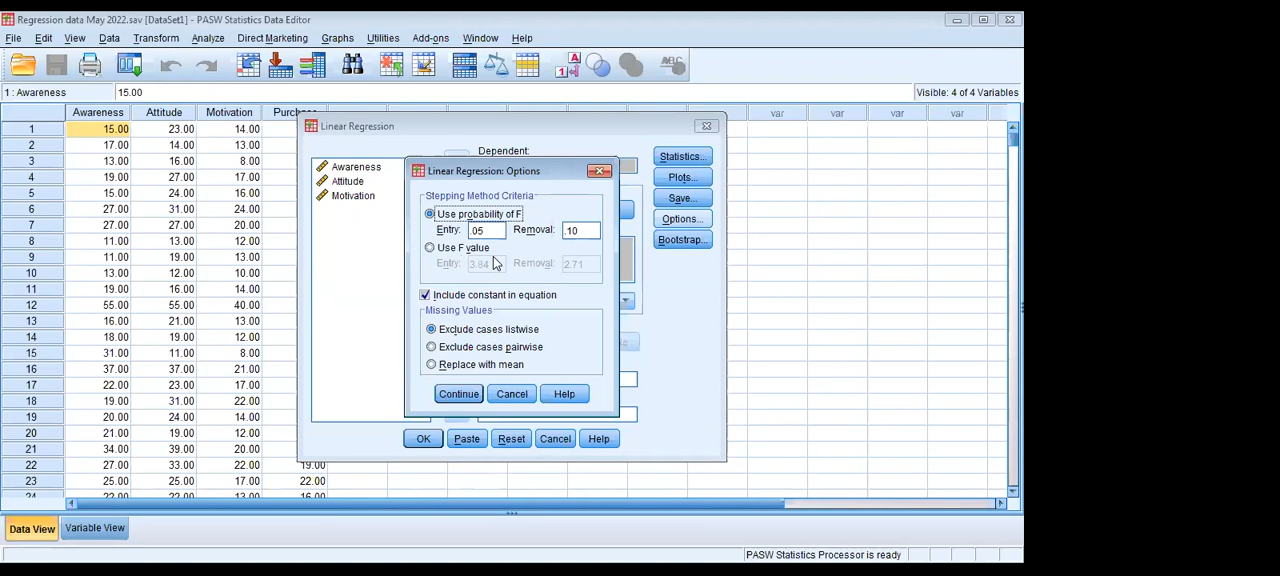 Regression data May 2022.sav [DataSet1] - PASW Statistics Data Editor
File Edit View Data Transform Analyze Direct Marketing Graphs Utilities Add-ons Window Help
1 : Awareness 15.00 Visible: 4 of 4 Variables
Awareness Attitude Motivation var var var var
Linear Regression
Dependent:
Awareness
Attitude
Motivation
Statistics...
Plots...
Save...
Options...
Bootstrap...
Linear Regression: Options
Stepping Method Criteria
Use probability of F
Entry: .05 Removal: .10
Use F value
Entry: 3.84 Removal: 2.71
Include constant in equation
Missing Values
Exclude cases listwise
Exclude cases pairwise
Replace with mean
Continue Cancel Help
OK Paste Reset Cancel Help
1 15.00 23.00 14.00
2 17.00 14.00 13.00
3 13.00 16.00 8.00
4 19.00 27.00 17.00
5 15.00 24.00 16.00
6 27.00 31.00 24.00
7 27.00 27.00 20.00
8 11.00 18.00 11.00
9 11.00 19.00 13.00
10 13.00 12.00 10.00
11 19.00 16.00 14.00
12 55.00 55.00 40.00
13 16.00 21.00 13.00
14 18.00 19.00 12.00
15 31.00 11.00 8.00
16 37.00 37.00 21.00
17 22.00 23.00 17.00
18 19.00 31.00 22.00
19 20.00 24.00 14.00
20 21.00 19.00 12.00
21 34.00 39.00 20.00
22 27.00 33.00 22.00 19.00
23 25.00 25.00 17.00 22.00
24 22.00 22.00 13.00 16.00
Data View Variable View
PASW Statistics Processor is ready